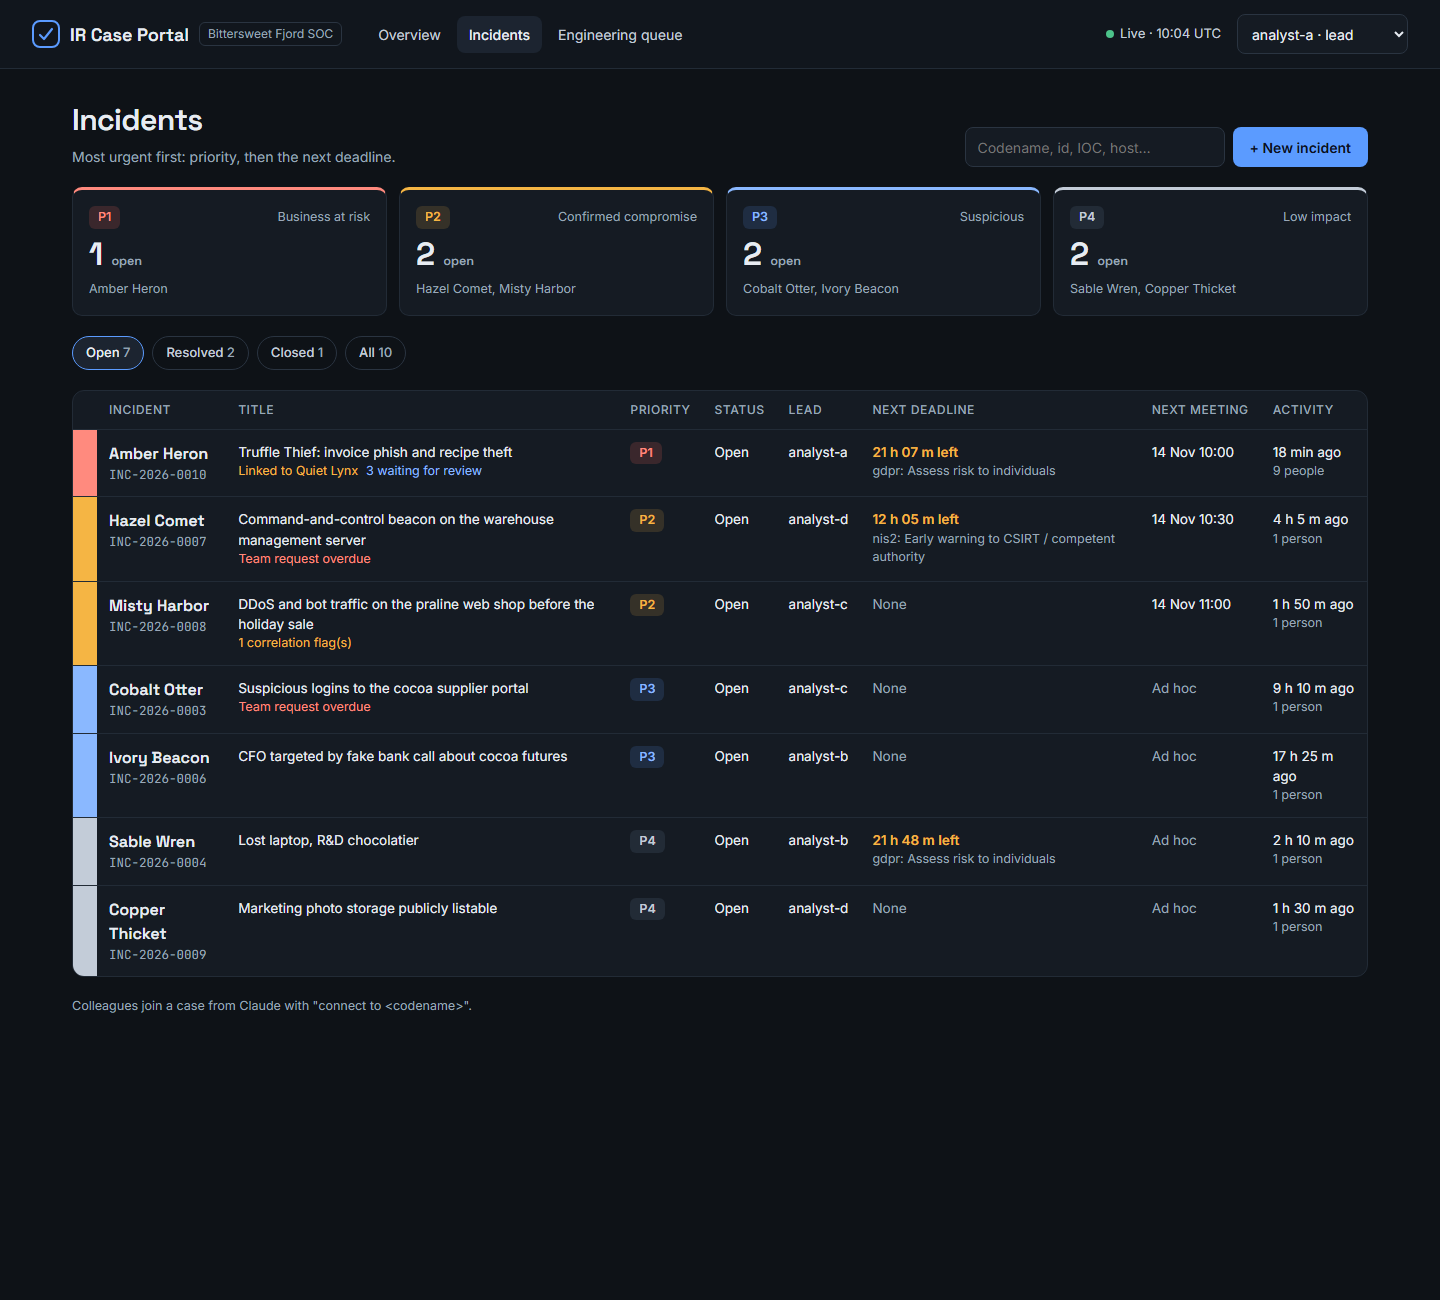 IR Case Portal
Bittersweet Fjord SOC
Overview
Incidents
Engineering queue
Live · 10:04 UTC
analyst-a · lead
Incidents
Most urgent first: priority, then the next deadline.
Codename, id, IOC, host...
+ New incident
P1 Business at risk
1 open
Amber Heron
P2 Confirmed compromise
2 open
Hazel Comet, Misty Harbor
P3 Suspicious
2 open
Cobalt Otter, Ivory Beacon
P4 Low impact
2 open
Sable Wren, Copper Thicket
Open 7
Resolved 2
Closed 1
All 10
INCIDENT TITLE PRIORITY STATUS LEAD NEXT DEADLINE NEXT MEETING ACTIVITY
Amber Heron Truffle Thief: invoice phish and recipe theft P1 Open analyst-a 21 h 07 m left 14 Nov 10:00 18 min ago
INC-2026-0010 Linked to Quiet Lynx 3 waiting for review gdpr: Assess risk to individuals 9 people
Hazel Comet Command-and-control beacon on the warehouse P2 Open analyst-d 12 h 05 m left 14 Nov 10:30 4 h 5 m ago
INC-2026-0007 management server nis2: Early warning to CSIRT / competent 1 person
Team request overdue authority
Misty Harbor DDoS and bot traffic on the praline web shop before the P2 Open analyst-c None 14 Nov 11:00 1 h 50 m ago
INC-2026-0008 holiday sale 1 person
1 correlation flag(s)
Cobalt Otter Suspicious logins to the cocoa supplier portal P3 Open analyst-c None Ad hoc 9 h 10 m ago
INC-2026-0003 Team request overdue 1 person
Ivory Beacon CFO targeted by fake bank call about cocoa futures P3 Open analyst-b None Ad hoc 17 h 25 m
INC-2026-0006 ago
1 person
Sable Wren Lost laptop, R&D chocolatier P4 Open analyst-b 21 h 48 m left Ad hoc 2 h 10 m ago
INC-2026-0004 gdpr: Assess risk to individuals 1 person
Copper Marketing photo storage publicly listable P4 Open analyst-d None Ad hoc 1 h 30 m ago
Thicket 1 person
INC-2026-0009
Colleagues join a case from Claude with "connect to <codename>".